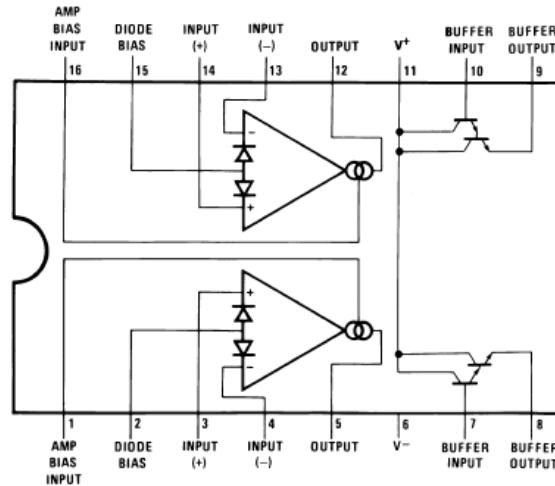 AMP
BIAS
INPUT
DIODE
BIAS
INPUT
(+)
INPUT
(−)
OUTPUT
V+
BUFFER
INPUT
BUFFER
OUTPUT
16 15 14 13 12 11 10 9
−
+
+
−
1 2 3 4 5 6 7 8
AMP
BIAS
INPUT
DIODE
BIAS
INPUT
(+)
INPUT
(−)
OUTPUT
V−
BUFFER
INPUT
BUFFER
OUTPUT